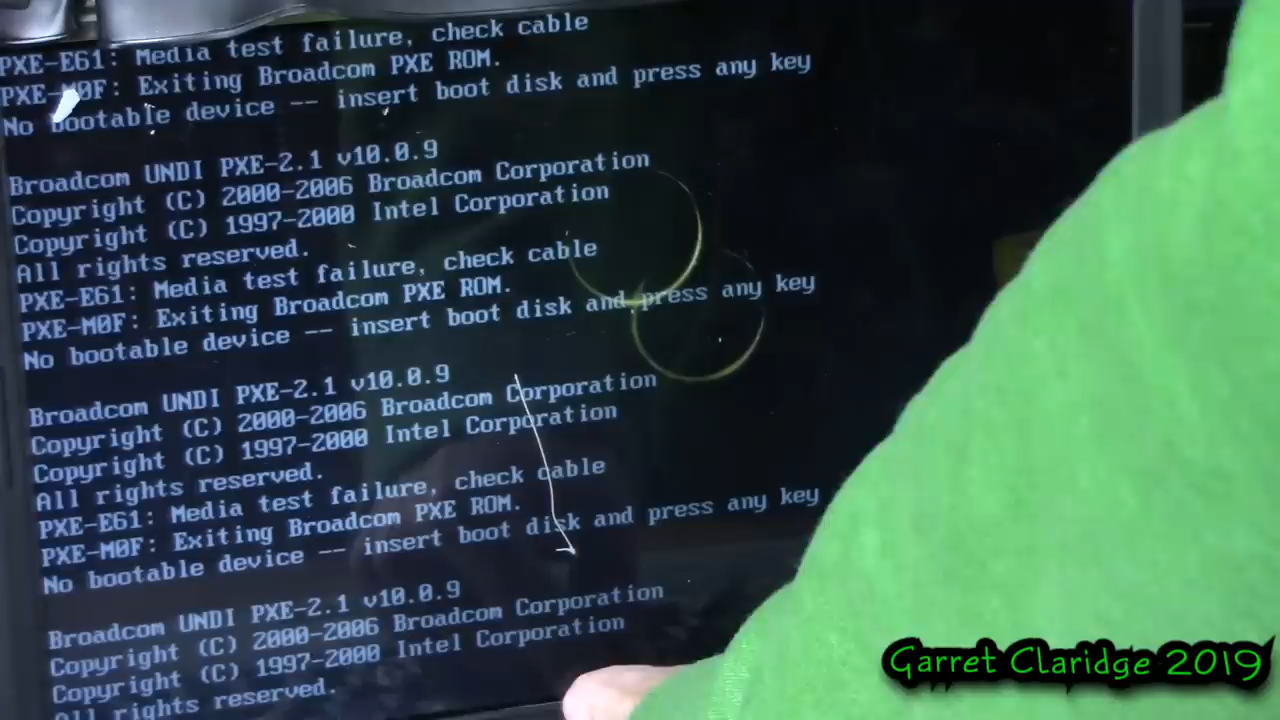 PXE-E61: Media test failure, check cable
PXE-M0F: Exiting Broadcom PXE ROM.
No bootable device -- insert boot disk and press any key
Broadcom UNDI PXE-2.1 v10.0.9
Copyright (C) 2000-2006 Broadcom Corporation
Copyright (C) 1997-2000 Intel Corporation
All rights reserved.
PXE-E61: Media test failure, check cable
PXE-M0F: Exiting Broadcom PXE ROM.
No bootable device -- insert boot disk and press any key
Broadcom UNDI PXE-2.1 v10.0.9
Copyright (C) 2000-2006 Broadcom Corporation
Copyright (C) 1997-2000 Intel Corporation
All rights reserved.
PXE-E61: Media test failure, check cable
PXE-M0F: Exiting Broadcom PXE ROM.
No bootable device -- insert boot disk and press any key
Broadcom UNDI PXE-2.1 v10.0.9
Copyright (C) 2000-2006 Broadcom Corporation
Copyright (C) 1997-2000 Intel Corporation
All rights reserved.
Garret Claridge 2019